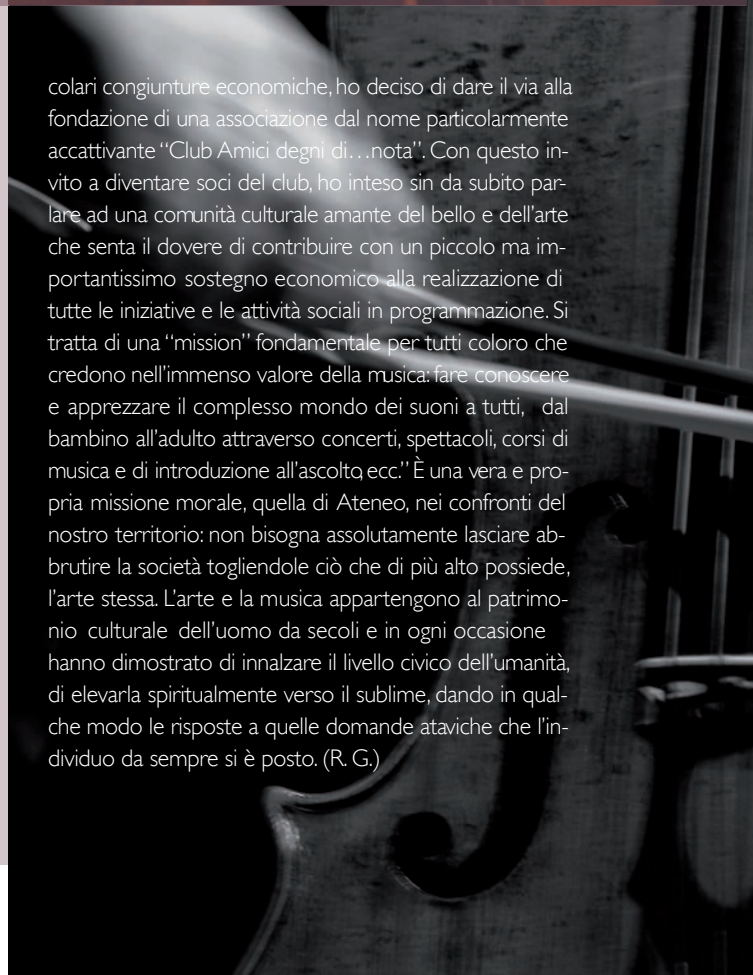 colari congiunture economiche, ho deciso di dare il via alla
fondazione di una associazione dal nome particolarmente
accattivante “Club Amici degni di…nota”. Con questo in-
vito a diventare soci del club, ho inteso sin da subito par-
lare ad una comunità culturale amante del bello e dell’arte
che senta il dovere di contribuire con un piccolo ma im-
portantissimo sostegno economico alla realizzazione di
tutte le iniziative e le attività sociali in programmazione. Si
tratta di una “mission” fondamentale per tutti coloro che
credono nell’immenso valore della musica: fare conoscere
e apprezzare il complesso mondo dei suoni a tutti, dal
bambino all’adulto attraverso concerti, spettacoli, corsi di
musica e di introduzione all’ascolto, ecc.” È una vera e pro-
pria missione morale, quella di Ateneo, nei confronti del
nostro territorio: non bisogna assolutamente lasciare ab-
brutire la società togliendole ciò che di più alto possiede,
l’arte stessa. L’arte e la musica appartengono al patrimo-
nio culturale dell’uomo da secoli e in ogni occasione
hanno dimostrato di innalzare il livello civico dell’umanità,
di elevarla spiritualmente verso il sublime, dando in qual-
che modo le risposte a quelle domande ataviche che l’in-
dividuo da sempre si è posto. (R. G.)